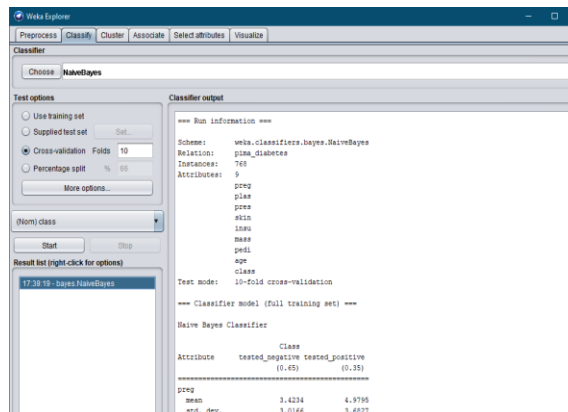 Weka Explorer
Preprocess Classify Cluster Associate Select attributes Visualize
Classifier
Choose NaiveBayes
Test options
Use training set
Supplied test set Set...
Cross-validation Folds 10
Percentage split % 66
More options...
(Nom) class
Start Stop
Result list (right-click for options)
17:39:19 - bayes.NaiveBayes
Classifier output
=== Run information ===
Scheme: weka.classifiers.bayes.NaiveBayes
Relation: pima_diabetes
Instances: 768
Attributes: 9
preg
plas
pres
skin
insu
mass
pedi
age
class
Test mode: 10-fold cross-validation
=== Classifier model (full training set) ===
Naive Bayes Classifier
Class
Attribute tested_negative tested_positive
(0.65) (0.35)
===============================================
preg
mean 3.4234 4.9795
std. dev. 3.0166 3.6827